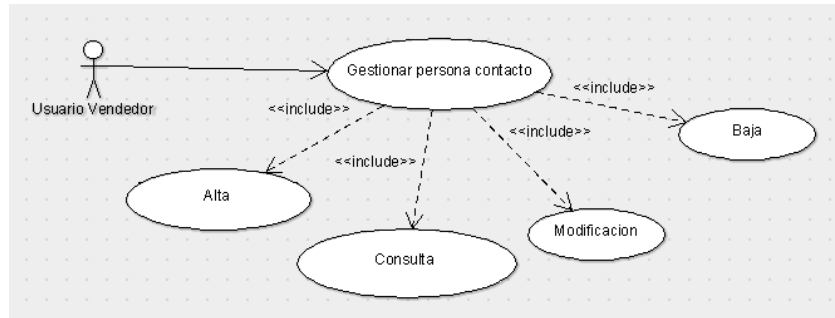 Gestionar persona contacto
Usuario Vendedor
<<include>>
<<include>>
<<include>>
<<include>>
Baja
Alta
Modificacion
Consulta